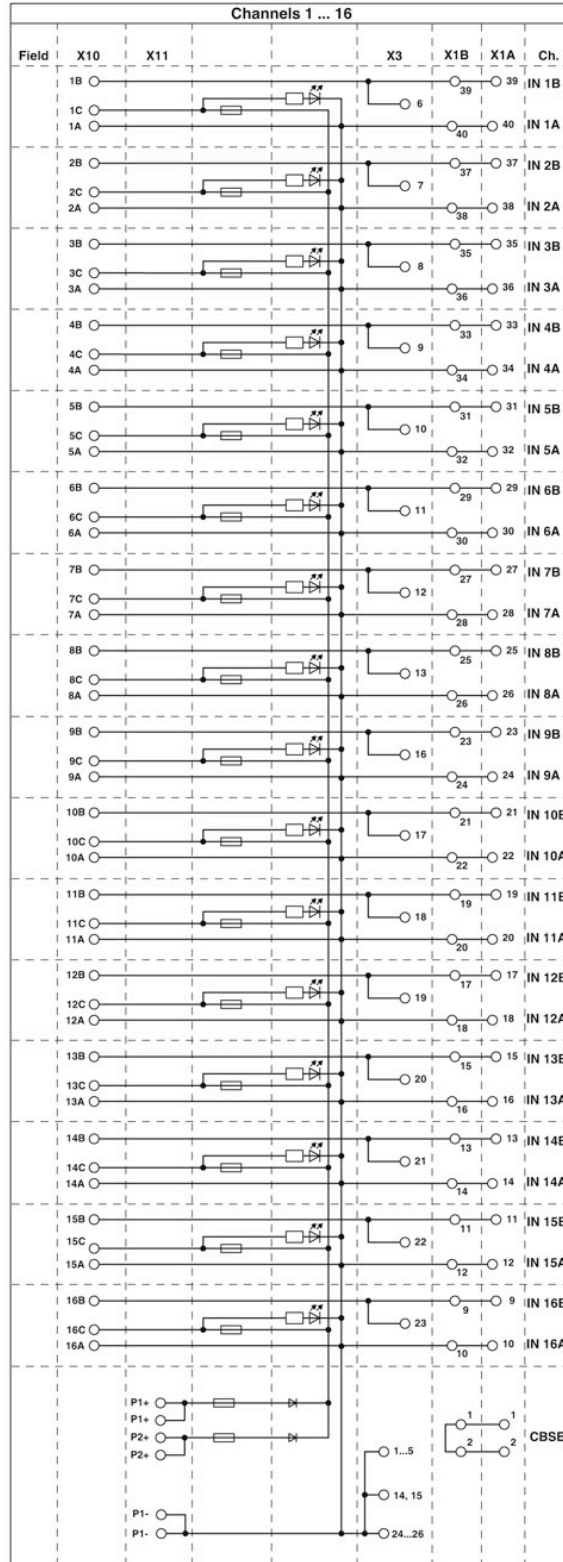 Channels 1 ... 16
Field X10 X11 X3 X1B X1A Ch.
1B 39 39 IN 1B
6
1C
1A 40 40 IN 1A
2B 37 37 IN 2B
7
2C
2A 38 38 IN 2A
3B 35 35 IN 3B
8
3C
3A 36 36 IN 3A
4B 33 33 IN 4B
9
4C
4A 34 34 IN 4A
5B 31 31 IN 5B
10
5C
5A 32 32 IN 5A
6B 29 29 IN 6B
11
6C
6A 30 30 IN 6A
7B 27 27 IN 7B
12
7C
7A 28 28 IN 7A
8B 25 25 IN 8B
13
8C
8A 26 26 IN 8A
9B 23 23 IN 9B
16
9C
9A 24 24 IN 9A
10B 21 21 IN 10B
17
10C
10A 22 22 IN 10A
11B 19 19 IN 11B
18
11C
11A 20 20 IN 11A
12B 17 17 IN 12B
19
12C
12A 18 18 IN 12A
13B 15 15 IN 13B
20
13C
13A 16 16 IN 13A
14B 13 13 IN 14B
21
14C
14A 14 14 IN 14A
15B 11 11 IN 15B
22
15C
15A 12 12 IN 15A
16B 9 9 IN 16B
23
16C
16A 10 10 IN 16A
P1+
P1+ 1 1
P2+ CBSE
P2+ 1...5 2 2
14, 15
P1-
P1- 24...26